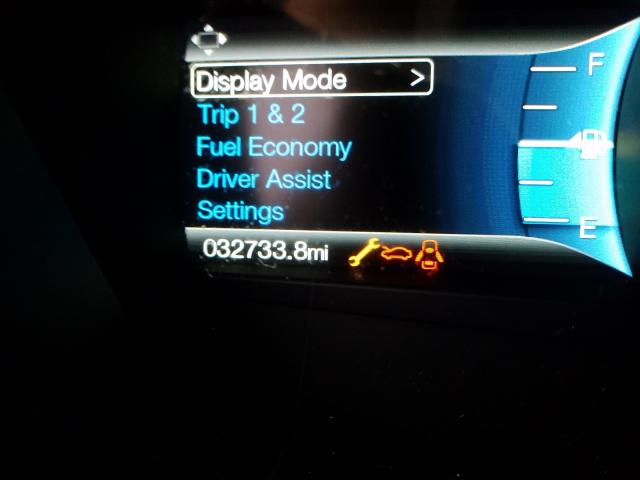 F
Display Mode >
Trip 1 & 2
Fuel Economy
Driver Assist
Settings
E
032733.8mi